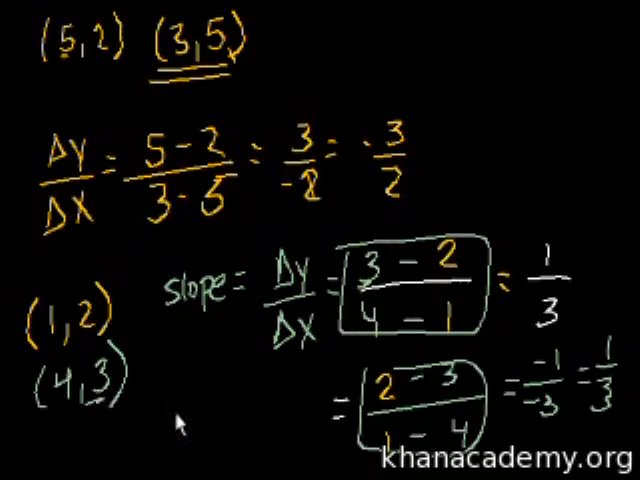 (5,2) (3,5)
ΔY/ΔX = 5-2/3-5 = 3/-2 = -3/2
slope = ΔY/ΔX = 3-2/4-1 = 1/3
(1,2)
(4,3)
= 2-3/1-4 = -1/-3 = 1/3
khanacademy.org